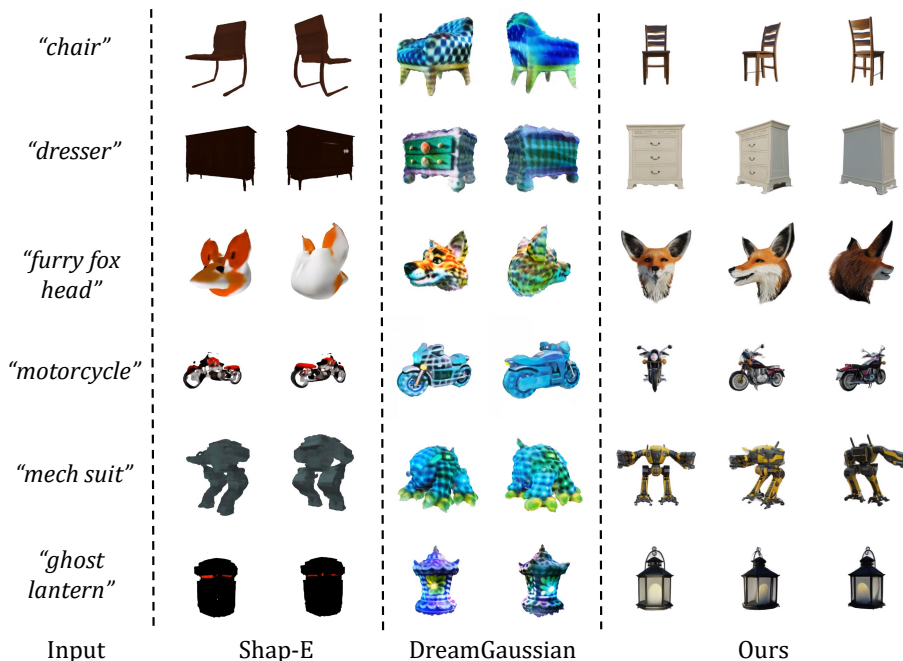 “chair”
“dresser”
“furry fox
head”
“motorcycle”
“mech suit”
“ghost
lantern”
Input Shap-E DreamGaussian Ours